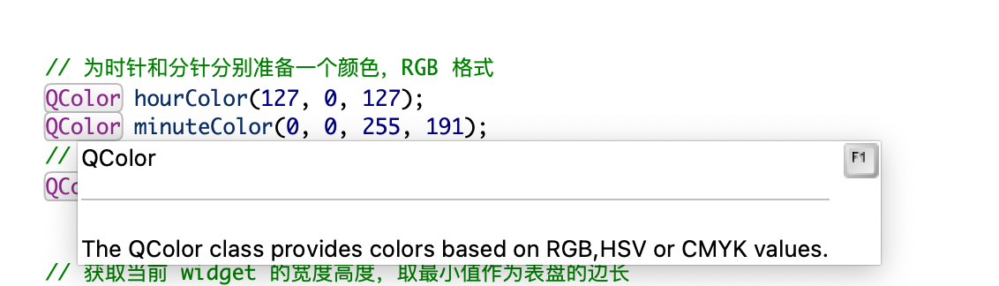 // 为时针和分针分别准备一个颜色，RGB 格式
QColor hourColor(127, 0, 127);
QColor minuteColor(0, 0, 255, 191);
//
QColor
F1
QCo
The QColor class provides colors based on RGB,HSV or CMYK values.
// 获取当前 widget 的宽度高度，取最小值作为表盘的边长